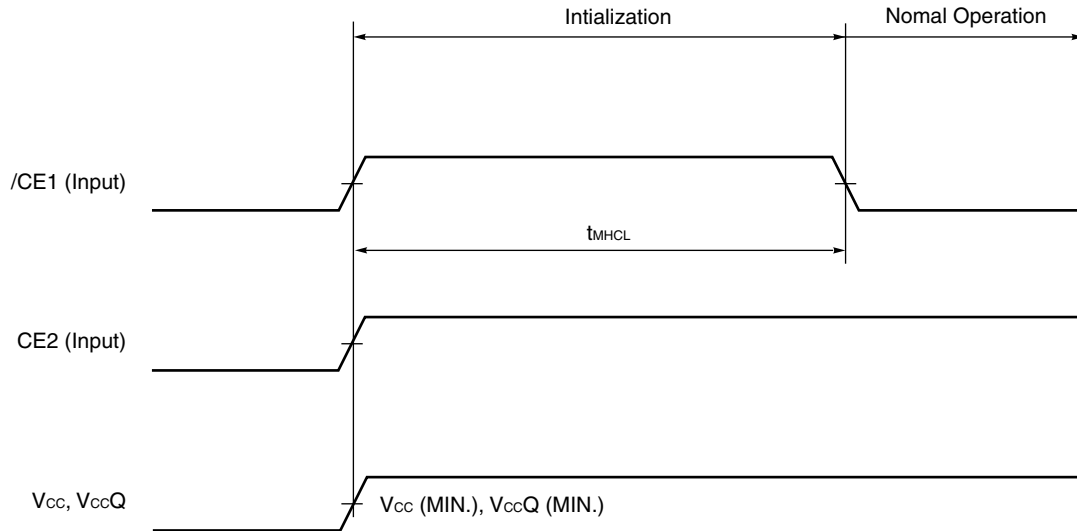 Intialization
Nomal Operation
/CE1 (Input)
tMHCL
CE2 (Input)
VCC, VCCQ
VCC (MIN.), VCCQ (MIN.)